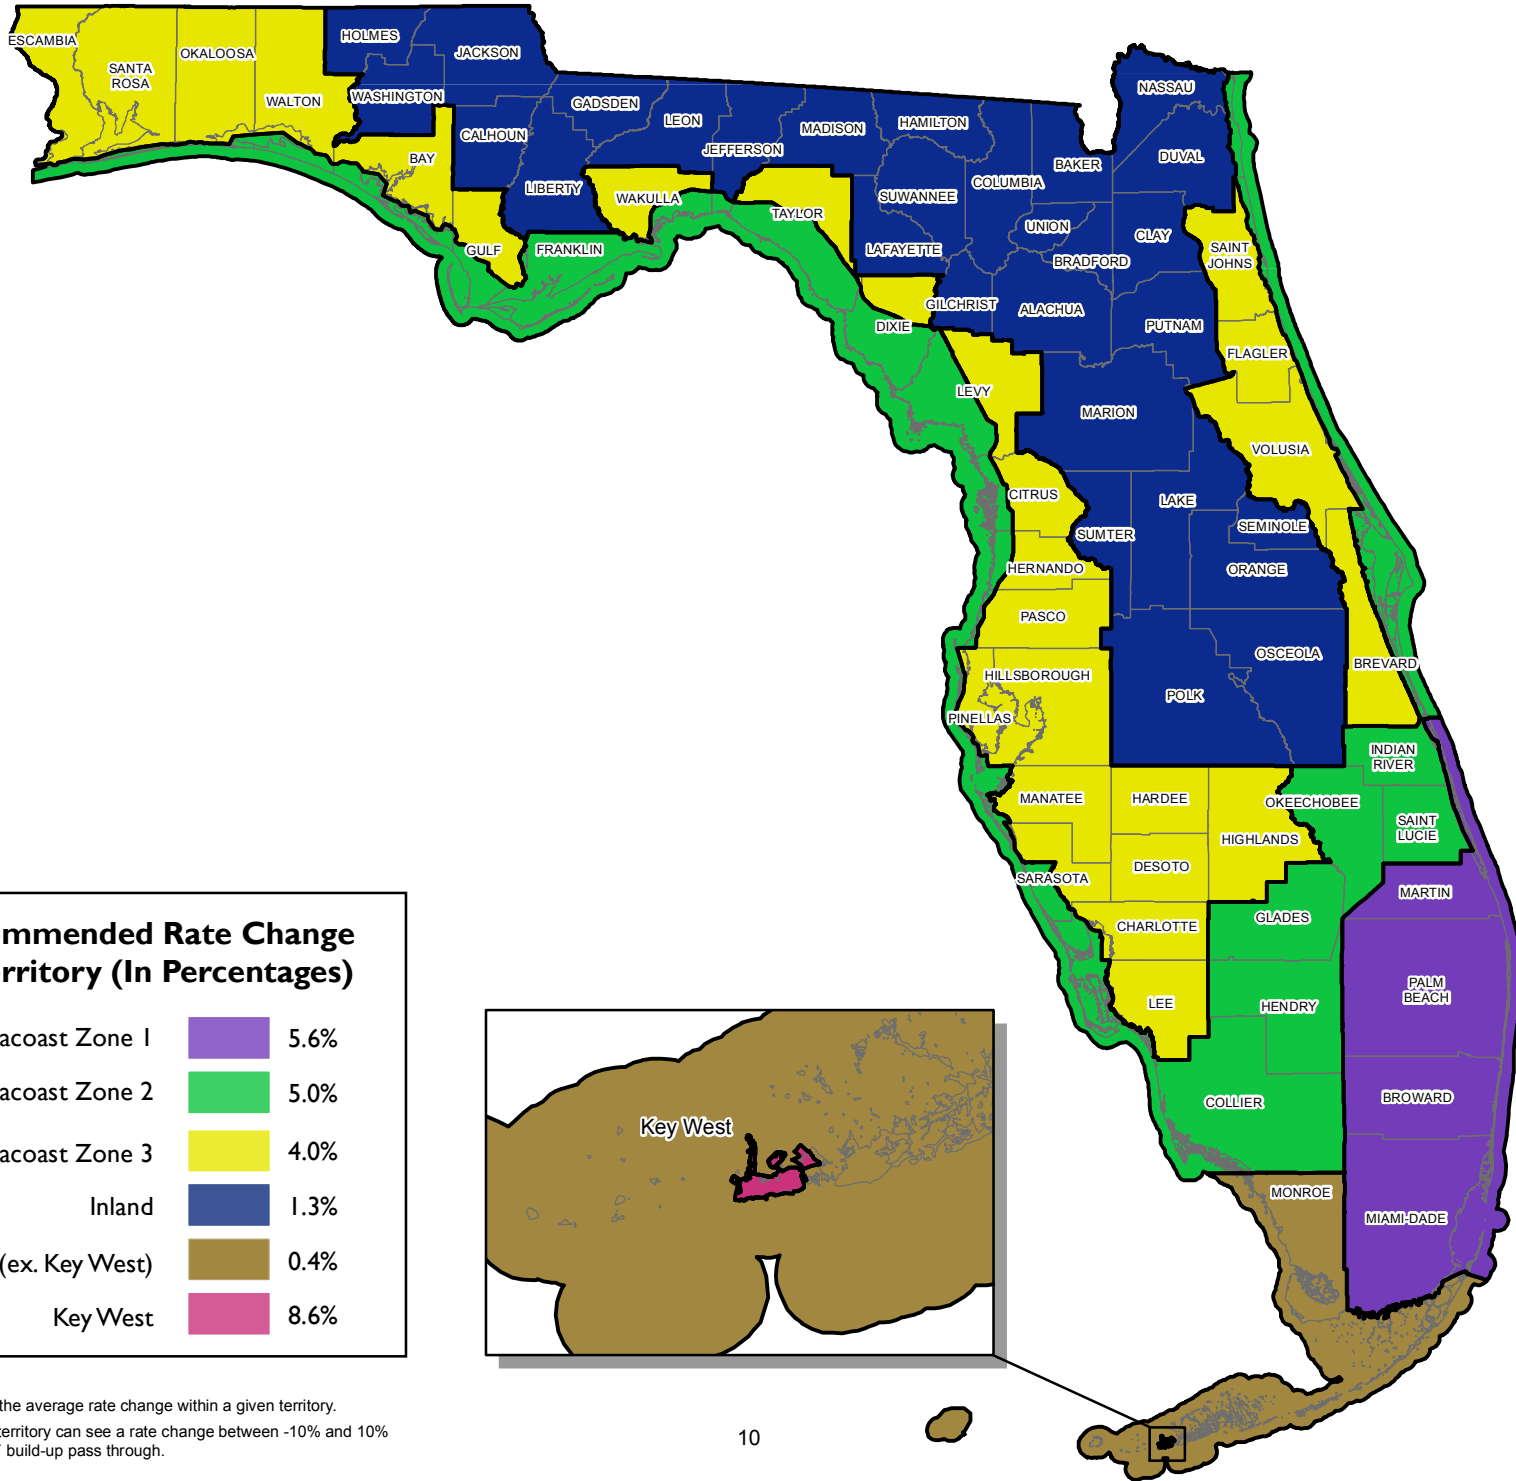 ESCAMBIA
SANTA
ROSA
OKALOOSA
WALTON
HOLMES
JACKSON
WASHINGTON
BAY
CALHOUN
GULF
GADSDEN
LIBERTY
FRANKLIN
LEON
WAKULLA
JEFFERSON
MADISON
TAYLOR
HAMILTON
SUWANNEE
LAFAYETTE
DIXIE
COLUMBIA
GILCHRIST
BAKER
UNION
BRADFORD
ALACHUA
NASSAU
DUVAL
CLAY
PUTNAM
SAINT
JOHNS
FLAGLER
LEVY
MARION
VOLUSIA
CITRUS
SUMTER
LAKE
SEMINOLE
ORANGE
HERNANDO
PASCO
HILLSBOROUGH
PINELLAS
POLK
OSCEOLA
BREVARD
INDIAN
RIVER
MANATEE
HARDEE
HIGHLANDS
OKEECHOBEE
SAINT
LUCIE
SARASOTA
DESOTO
MARTIN
CHARLOTTE
GLADES
LEE
HENDRY
PALM
BEACH
COLLIER
BROWARD
MONROE
MIAMI-DADE
Key West
mmended Rate Change
rritory (In Percentages)
acoast Zone 1 5.6%
acoast Zone 2 5.0%
acoast Zone 3 4.0%
Inland 1.3%
(ex. Key West) 0.4%
Key West 8.6%
the average rate change within a given territory.
territory can see a rate change between -10% and 10%
build-up pass through.
10